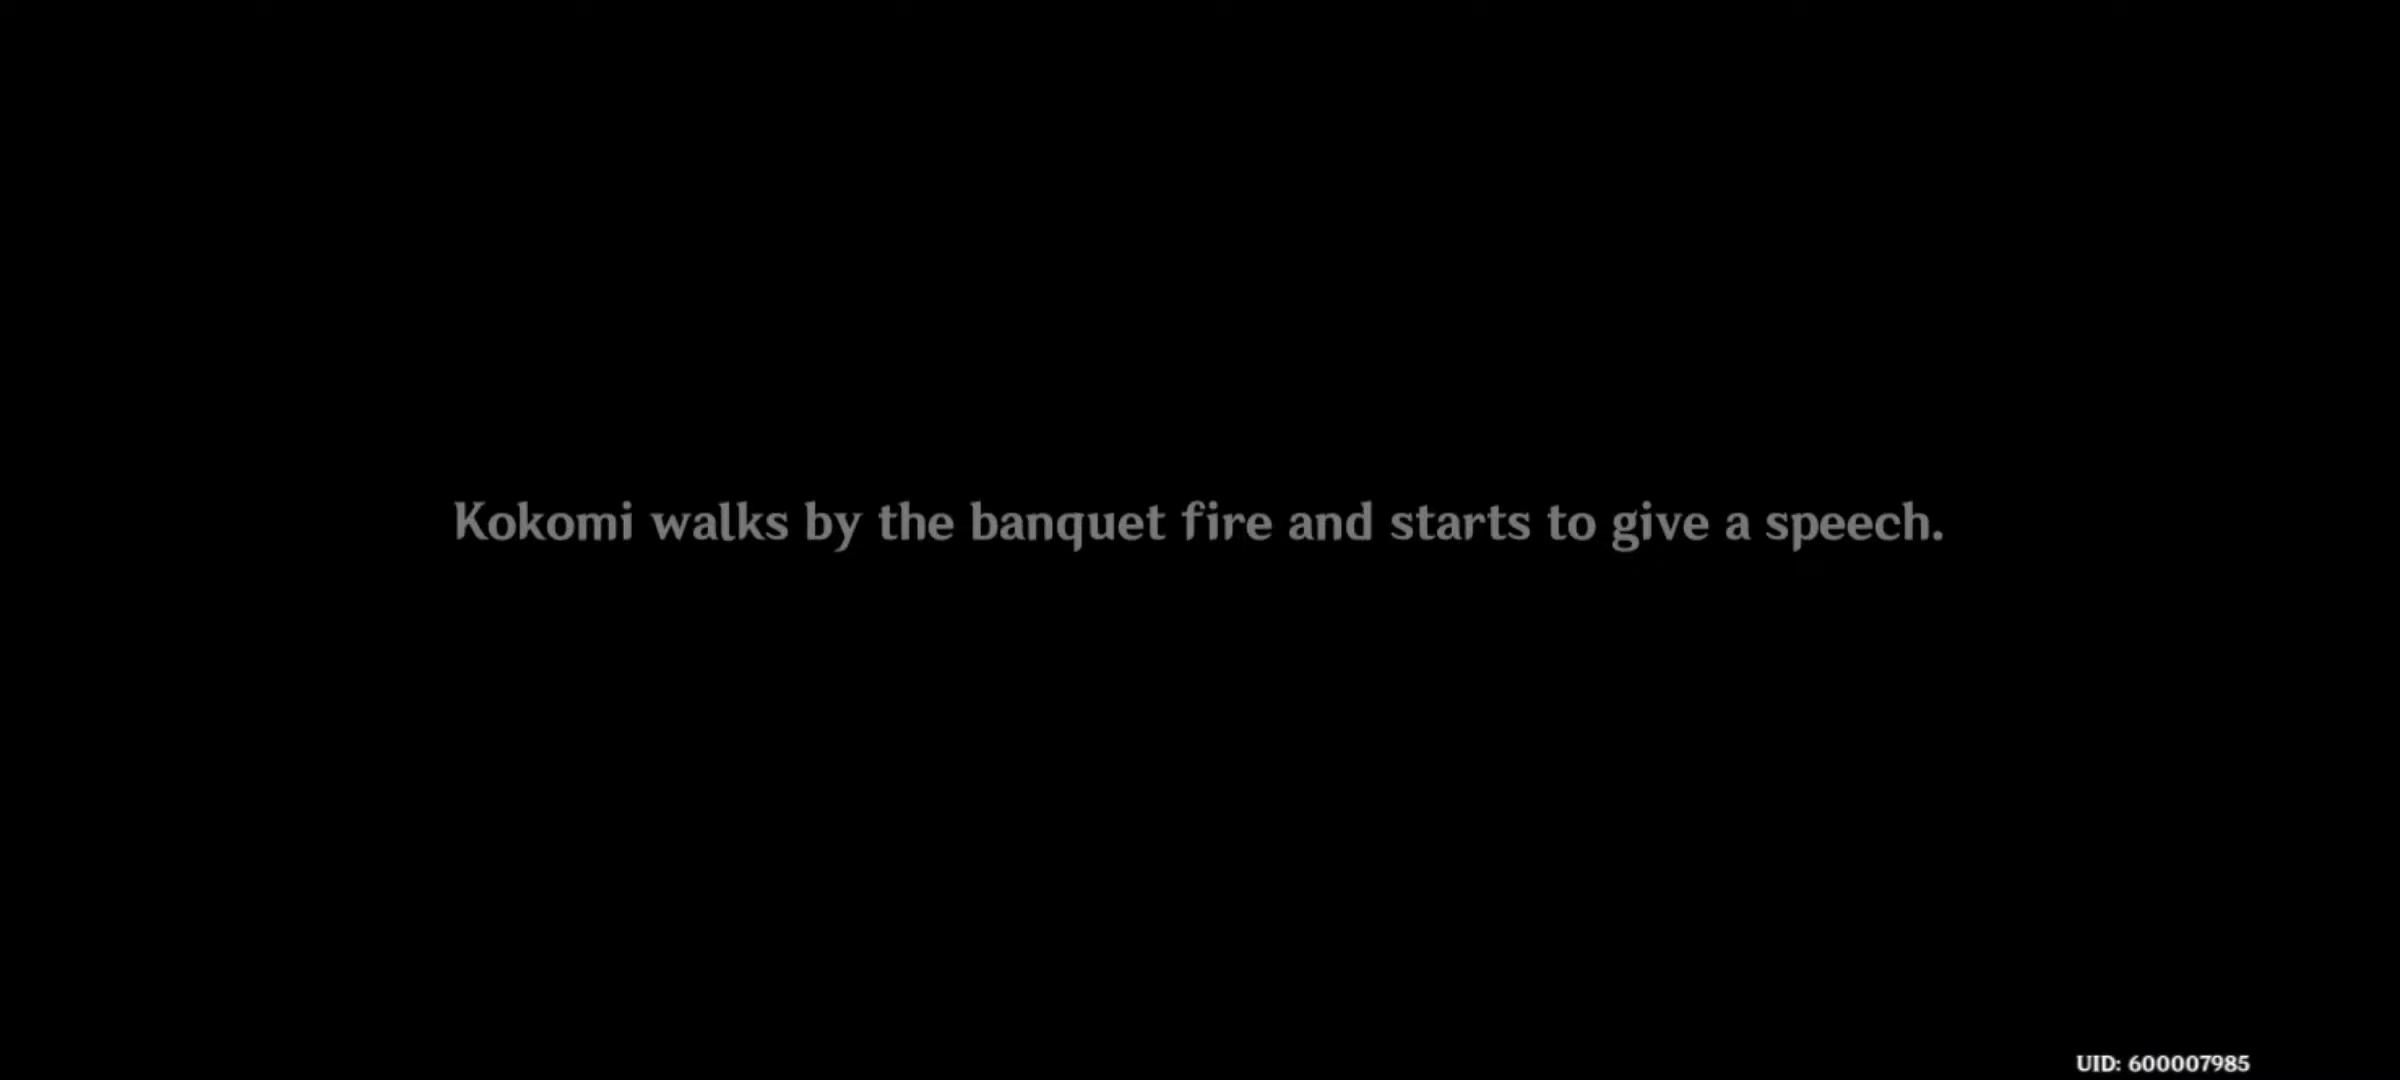 Kokomi walks by the banquet fire and starts to give a speech.
UID: 600007985